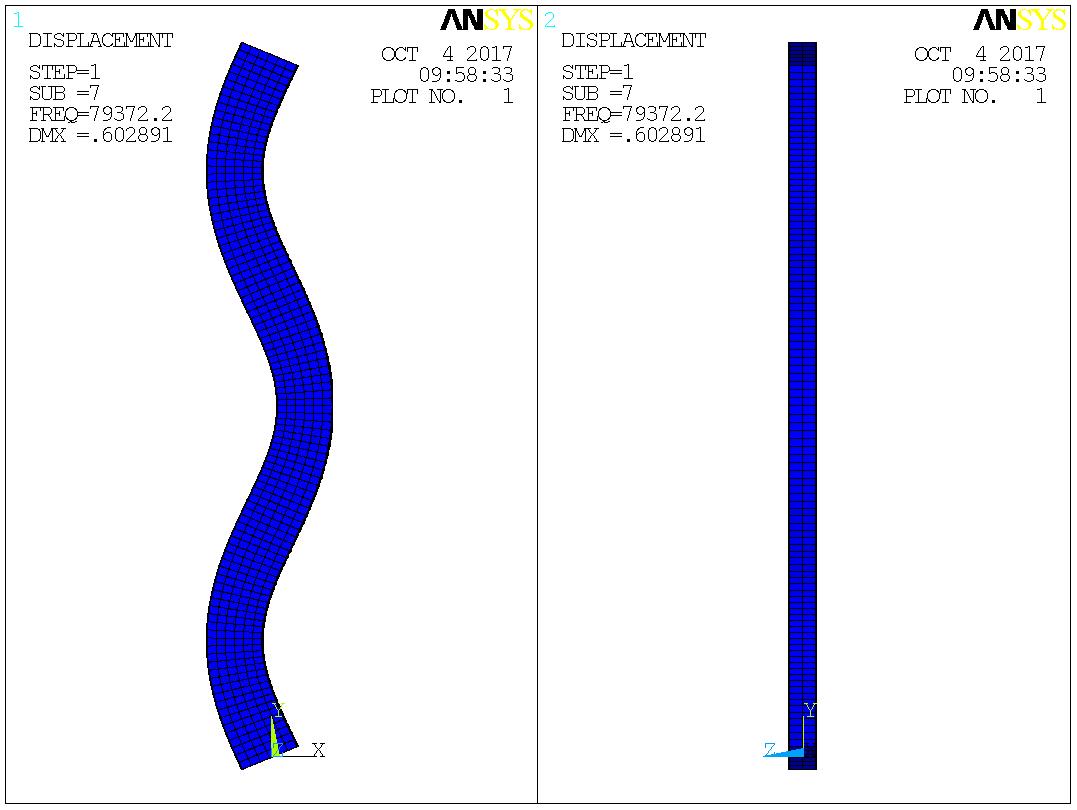 1
ANSYS
DISPLACEMENT
STEP=1
SUB =7
FREQ=79372.2
DMX =.602891
OCT  4 2017
09:58:33
PLOT NO.   1
Y
Z
X
2
ANSYS
DISPLACEMENT
STEP=1
SUB =7
FREQ=79372.2
DMX =.602891
OCT  4 2017
09:58:33
PLOT NO.   1
Y
Z